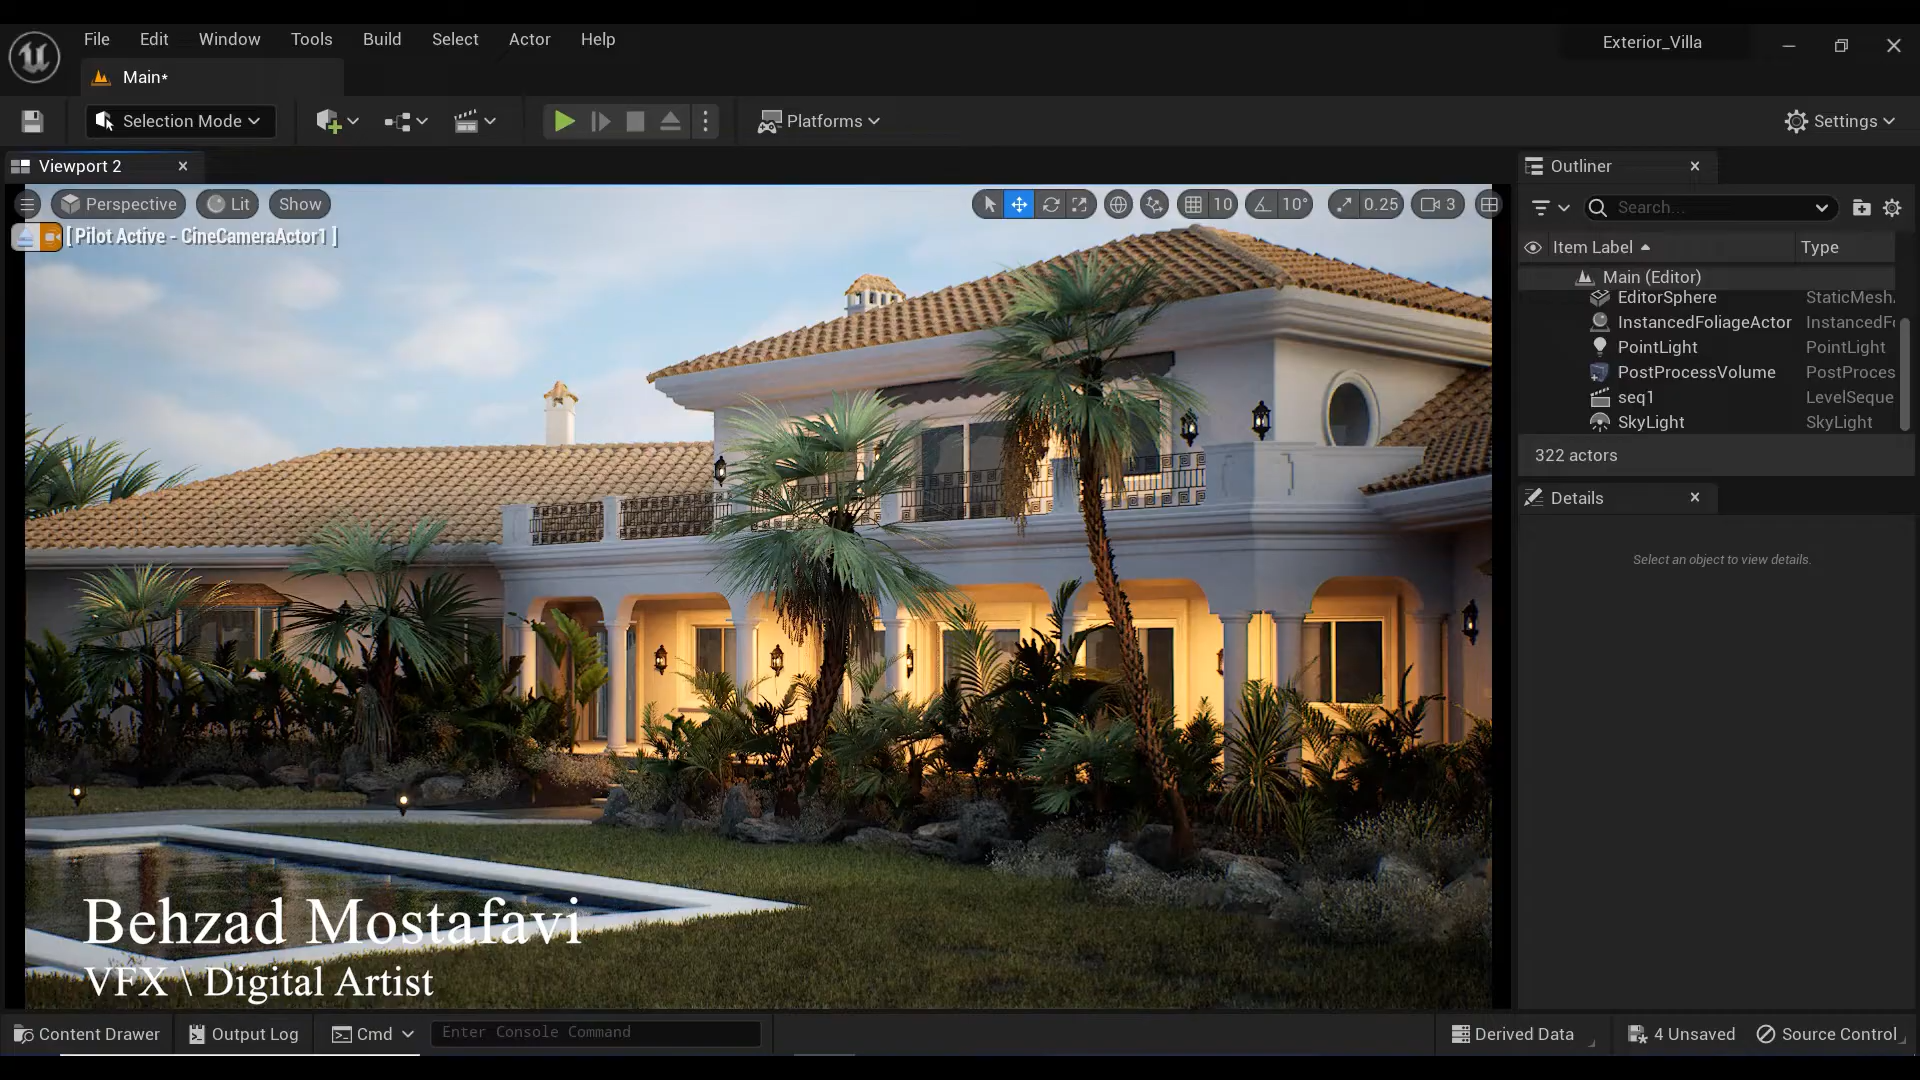 File Edit Window Tools Build Select Actor Help
Exterior_Villa
Main*
Selection Mode
Platforms
Settings
Viewport 2
Perspective Lit Show
10 10° 0.25 3
[ Pilot Active - CineCameraActor1 ]
Outliner
Search...
Item Label Type
Main (Editor)
EditorSphere StaticMesh
InstancedFoliageActor InstancedF
PointLight PointLight
PostProcessVolume PostProces
seq1 LevelSeque
SkyLight SkyLight
322 actors
Details
Select an object to view details.
Behzad Mostafavi
VFX \ Digital Artist
Content Drawer Output Log Cmd Enter Console Command
Derived Data 4 Unsaved Source Control